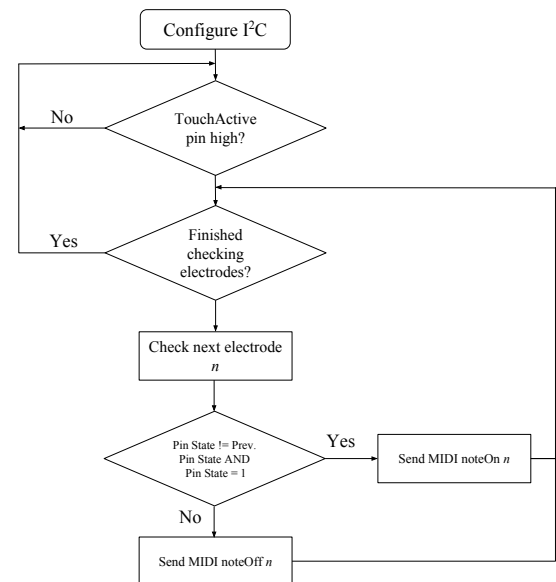 Configure I²C
No
TouchActive
pin high?
Yes
Finished
checking
electrodes?
Check next electrode
n
Pin State != Prev.
Pin State AND
Pin State = 1
Yes
Send MIDI noteOn n
No
Send MIDI noteOff n